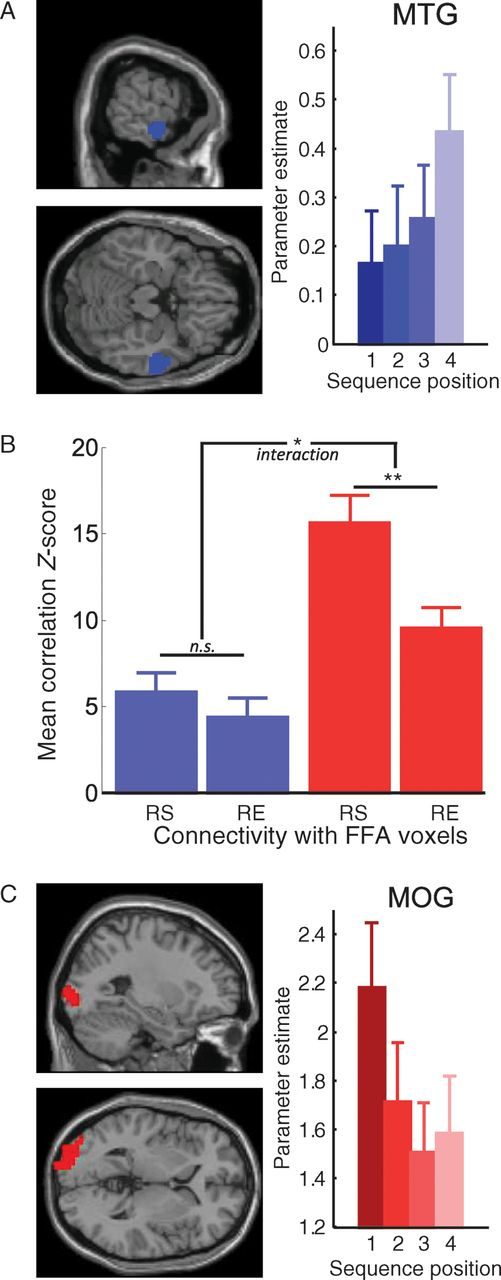 A
MTG
Parameter estimate
0.6
0.5
0.4
0.3
0.2
0.1
0
1 2 3 4
Sequence position
B
Mean correlation Z-score
20
15
10
5
0
*
interaction
**
n.s.
RS RE RS RE
Connectivity with FFA voxels
C
MOG
Parameter estimate
2.4
2.2
2
1.8
1.6
1.4
1.2
1 2 3 4
Sequence position